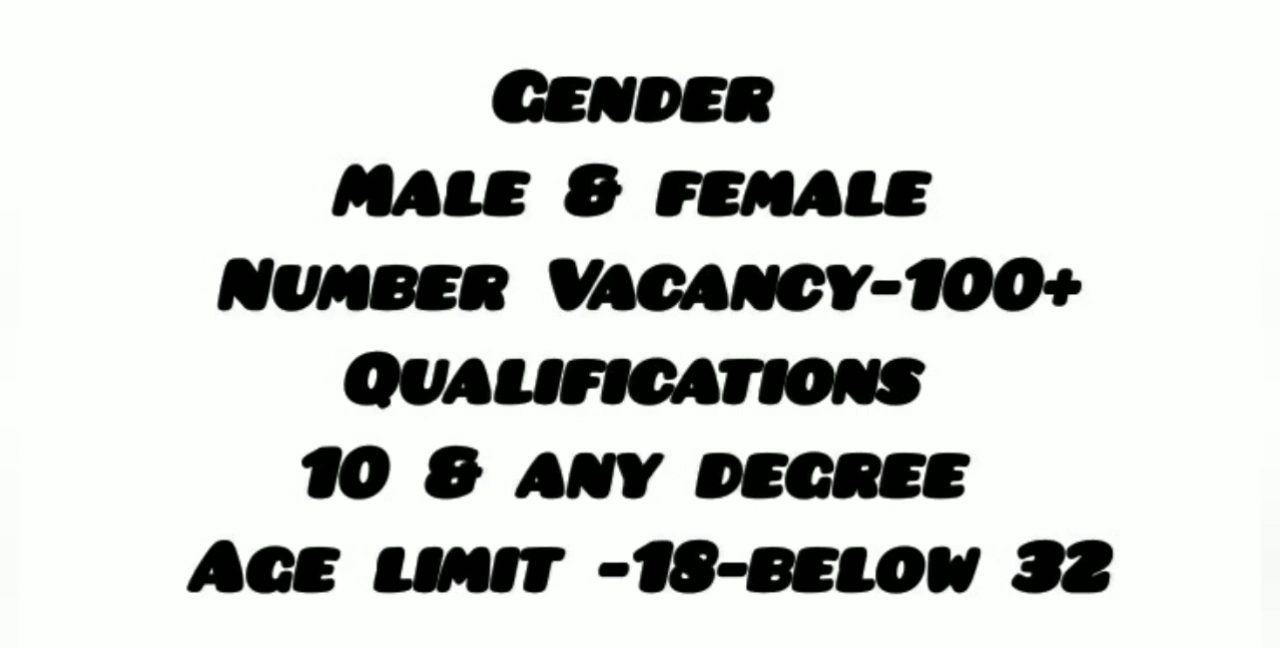 Gender
Male & female
Number Vacancy-100+
Qualifications
10 & any degree
Age limit -18-below 32